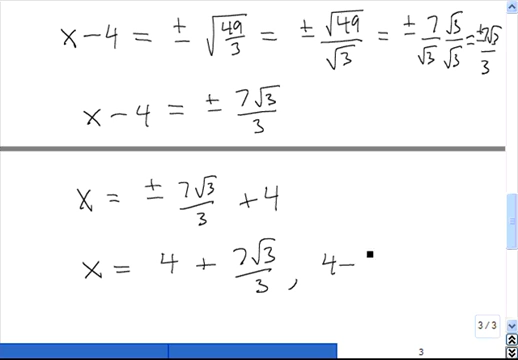 x - 4 = ± √(49/3) = ± √49/√3 = ± 7/√3 √3/√3 = ±7√3/3
x - 4 = ± 7√3/3
x = ± 7√3/3 + 4
x = 4 + 7√3/3, 4 -
3 / 3
3